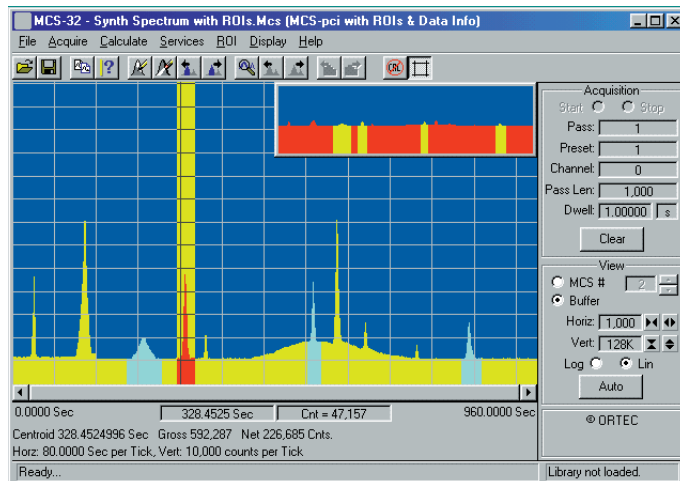 MCS-32 - Synth Spectrum with ROIs.Mcs (MCS-pci with ROIs & Data Info)
File Acquire Calculate Services ROI Display Help
CRL
Acquisition
Start Stop
Pass: 1
Preset: 1
Channel: 0
Pass Len: 1,000
Dwell: 1.00000 s
Clear
View
MCS # 2
Buffer
Horiz: 1,000
Vert: 128K
Log Lin
Auto
® ORTEC
0.0000 Sec 328.4525 Sec Cnt = 47,157 960.0000 Sec
Centroid 328.4524996 Sec Gross 592,287 Net 226,685 Cnts.
Horz: 80.0000 Sec per Tick, Vert: 10,000 counts per Tick
Ready... Library not loaded.